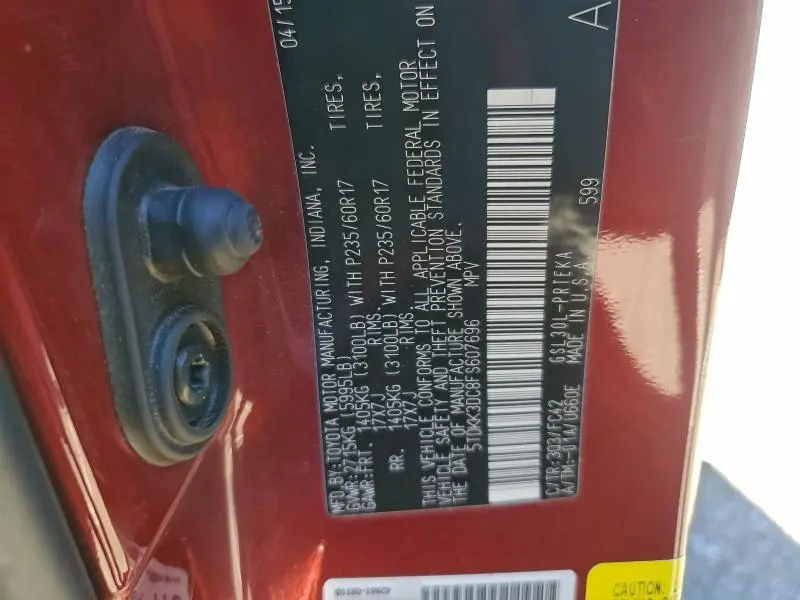 MFD.BY:TOYOTA MOTOR MANUFACTURING, INDIANA, INC. 04/15
GVWR:2715KG (5995LB)
GAWR:FRT. 1405KG (3100LB) WITH P235/60R17 TIRES,
17X7J RIMS,
RR. 1405KG (3100LB) WITH P235/60R17 TIRES,
17X7J RIMS,
THIS VEHICLE CONFORMS TO ALL APPLICABLE FEDERAL MOTOR
VEHICLE SAFETY AND THEFT PREVENTION STANDARDS IN EFFECT ON
THE DATE OF MANUFACTURE SHOWN ABOVE.
5TDKK3DC8FS607696 MPV
C/TR:3Q3/FC42 GSL30L-PRTEKA
A/TM:-01A/U660E MADE IN U.S.A. 599 A
CAUTION: